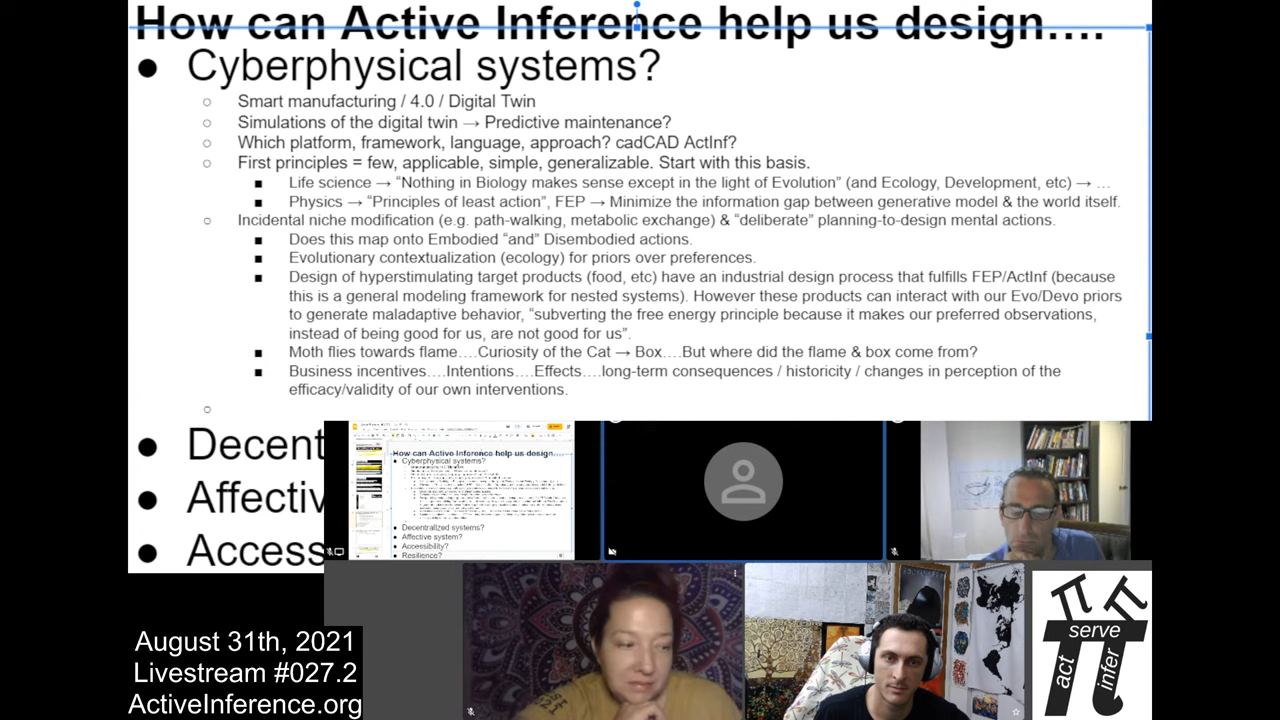 How can Active Inference help us design....
● Cyberphysical systems?
○ Smart manufacturing / 4.0 / Digital Twin
○ Simulations of the digital twin → Predictive maintenance?
○ Which platform, framework, language, approach? cadCAD ActInf?
○ First principles = few, applicable, simple, generalizable. Start with this basis.
■ Life science → “Nothing in Biology makes sense except in the light of Evolution” (and Ecology, Development, etc) → …
■ Physics → “Principles of least action”, FEP → Minimize the information gap between generative model & the world itself.
○ Incidental niche modification (e.g. path-walking, metabolic exchange) & “deliberate” planning-to-design mental actions.
■ Does this map onto Embodied “and” Disembodied actions.
■ Evolutionary contextualization (ecology) for priors over preferences.
■ Design of hyperstimulating target products (food, etc) have an industrial design process that fulfills FEP/ActInf (because
this is a general modeling framework for nested systems). However these products can interact with our Evo/Devo priors
to generate maladaptive behavior, “subverting the free energy principle because it makes our preferred observations,
instead of being good for us, are not good for us”.
■ Moth flies towards flame….Curiosity of the Cat → Box….But where did the flame & box come from?
■ Business incentives….Intentions….Effects….long-term consequences / historicity / changes in perception of the
efficacy/validity of our own interventions.
○
● Decent
● Affectiv
● Access
How can Active Inference help us design....
● Cyberphysical systems?
● Decentralized systems?
● Affective system?
● Accessibility?
● Resilience?
August 31th, 2021
Livestream #027.2
ActiveInference.org
serve
act
infer